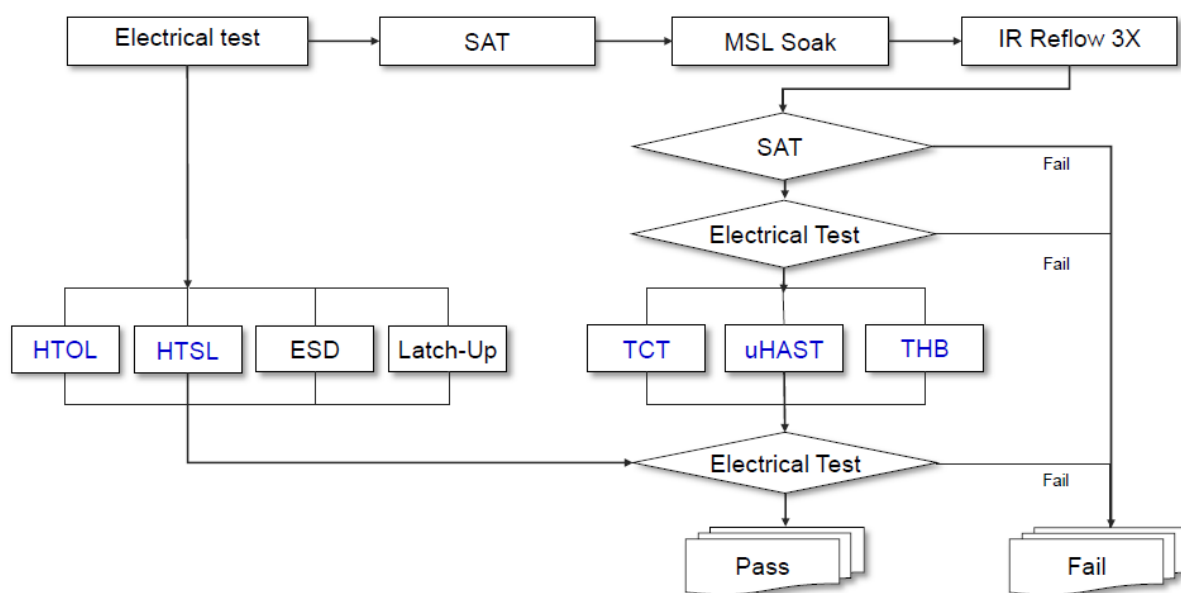 Electrical test
SAT
MSL Soak
IR Reflow 3X
SAT
Fail
Electrical Test
Fail
HTOL
HTSL
ESD
Latch-Up
TCT
uHAST
THB
Electrical Test
Fail
Pass
Fail